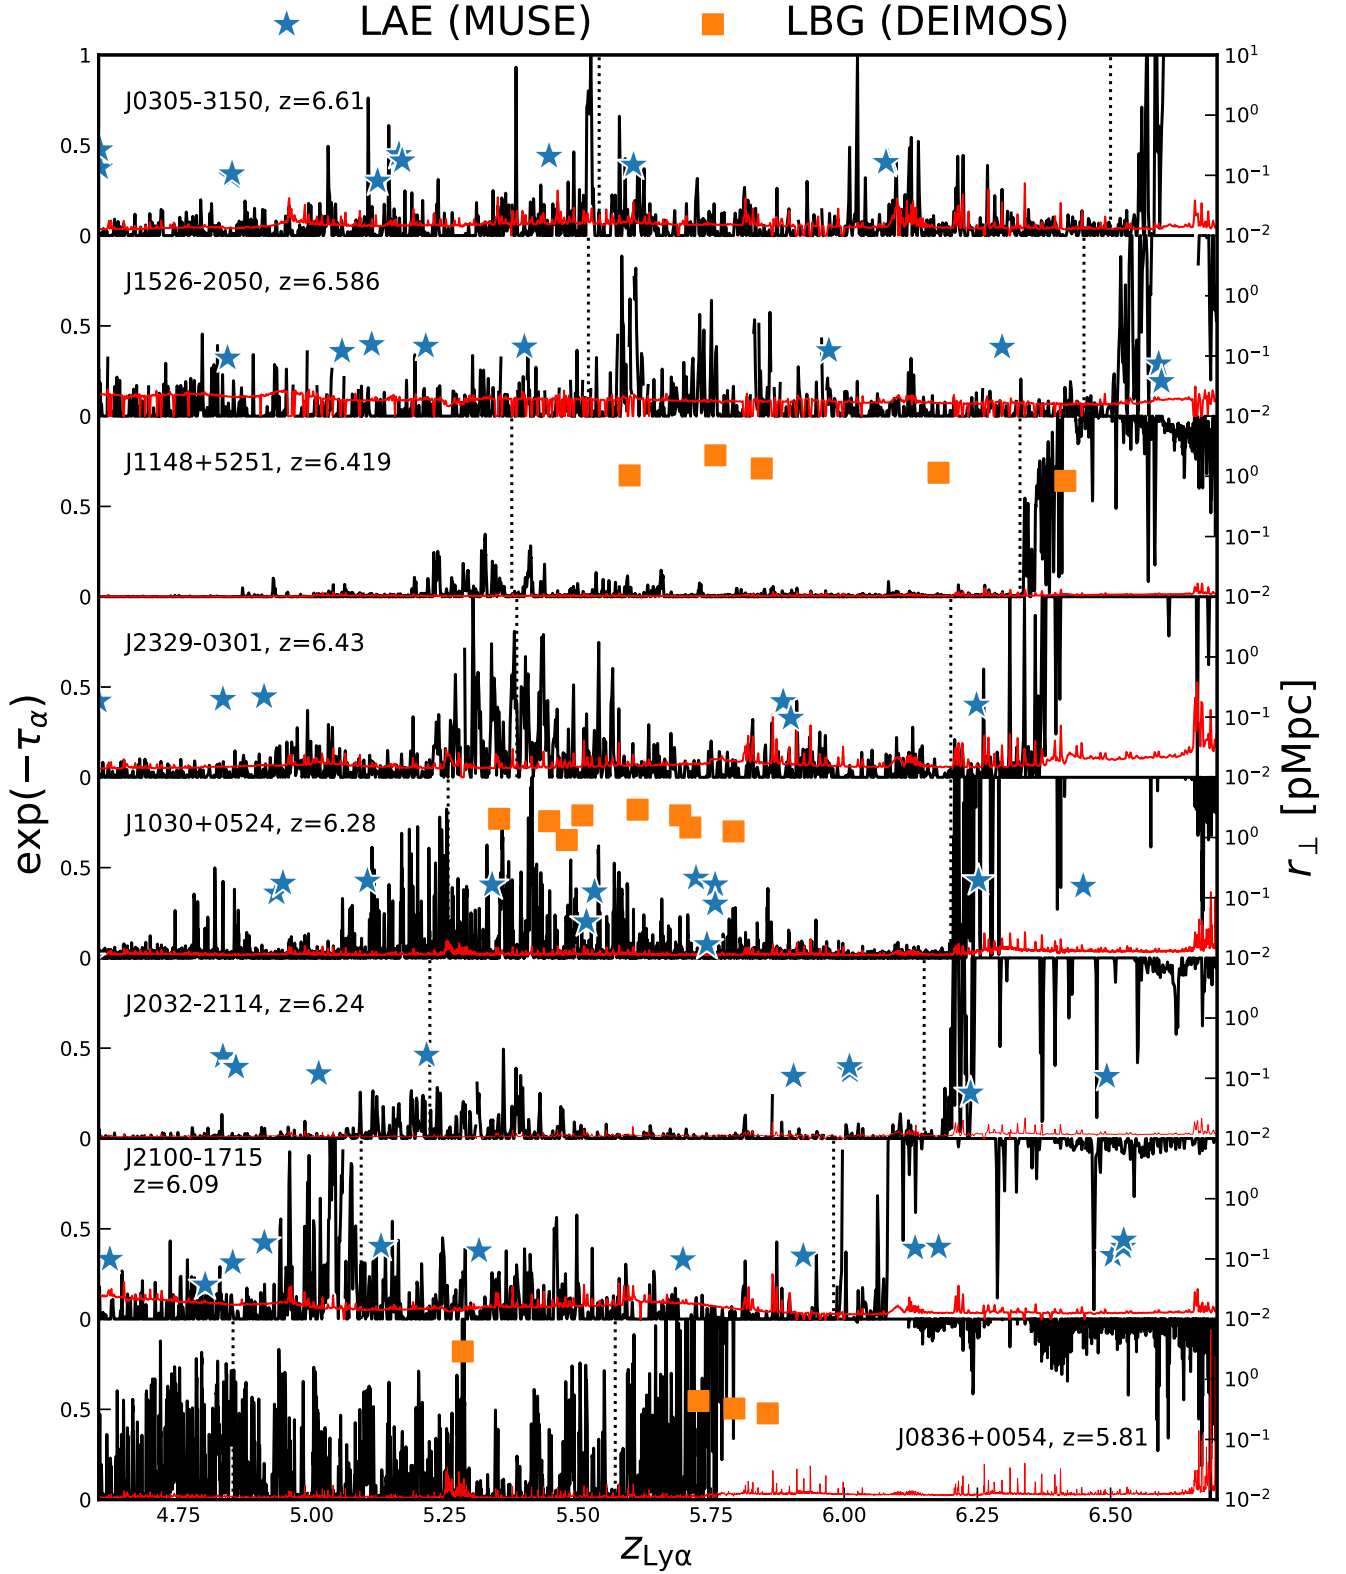 LAE (MUSE) LBG (DEIMOS)
1 10¹
J0305-3150, z=6.61
10⁰
0.5
10⁻¹
0 10⁻²
J1526-2050, z=6.586
10⁰
0.5
10⁻¹
0 10⁻²
J1148+5251, z=6.419
10⁰
0.5
10⁻¹
0 10⁻²
J2329-0301, z=6.43
10⁰
0.5
10⁻¹
0 10⁻²
J1030+0524, z=6.28
10⁰
0.5
10⁻¹
0 10⁻²
J2032-2114, z=6.24
10⁰
0.5
10⁻¹
0 10⁻²
J2100-1715
z=6.09
10⁰
0.5
10⁻¹
0 10⁻²
10⁰
0.5
J0836+0054, z=5.81
10⁻¹
0 10⁻²
4.75 5.00 5.25 5.50 5.75 6.00 6.25 6.50
z_Lyα
exp(−τ_α)
r_⊥ [pMpc]